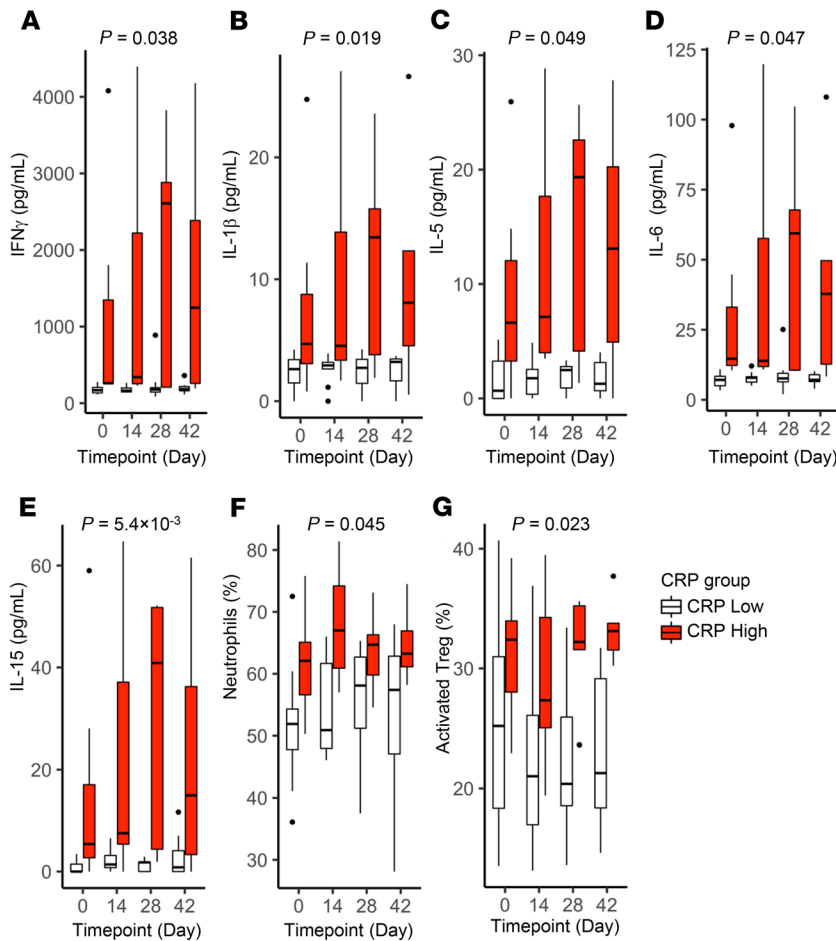 A
P = 0.038
IFNγ (pg/mL)
4000
3000
2000
1000
0
0 14 28 42
Timepoint (Day)
B
P = 0.019
IL-1β (pg/mL)
20
10
0
0 14 28 42
Timepoint (Day)
C
P = 0.049
IL-5 (pg/mL)
30
20
10
0
0 14 28 42
Timepoint (Day)
D
P = 0.047
IL-6 (pg/mL)
125
100
75
50
25
0
0 14 28 42
Timepoint (Day)
E
P = 5.4×10⁻³
IL-15 (pg/mL)
60
40
20
0
0 14 28 42
Timepoint (Day)
F
P = 0.045
Neutrophils (%)
80
70
60
50
40
30
0 14 28 42
Timepoint (Day)
G
P = 0.023
Activated Treg (%)
40
30
20
0 14 28 42
Timepoint (Day)
CRP group
CRP Low
CRP High